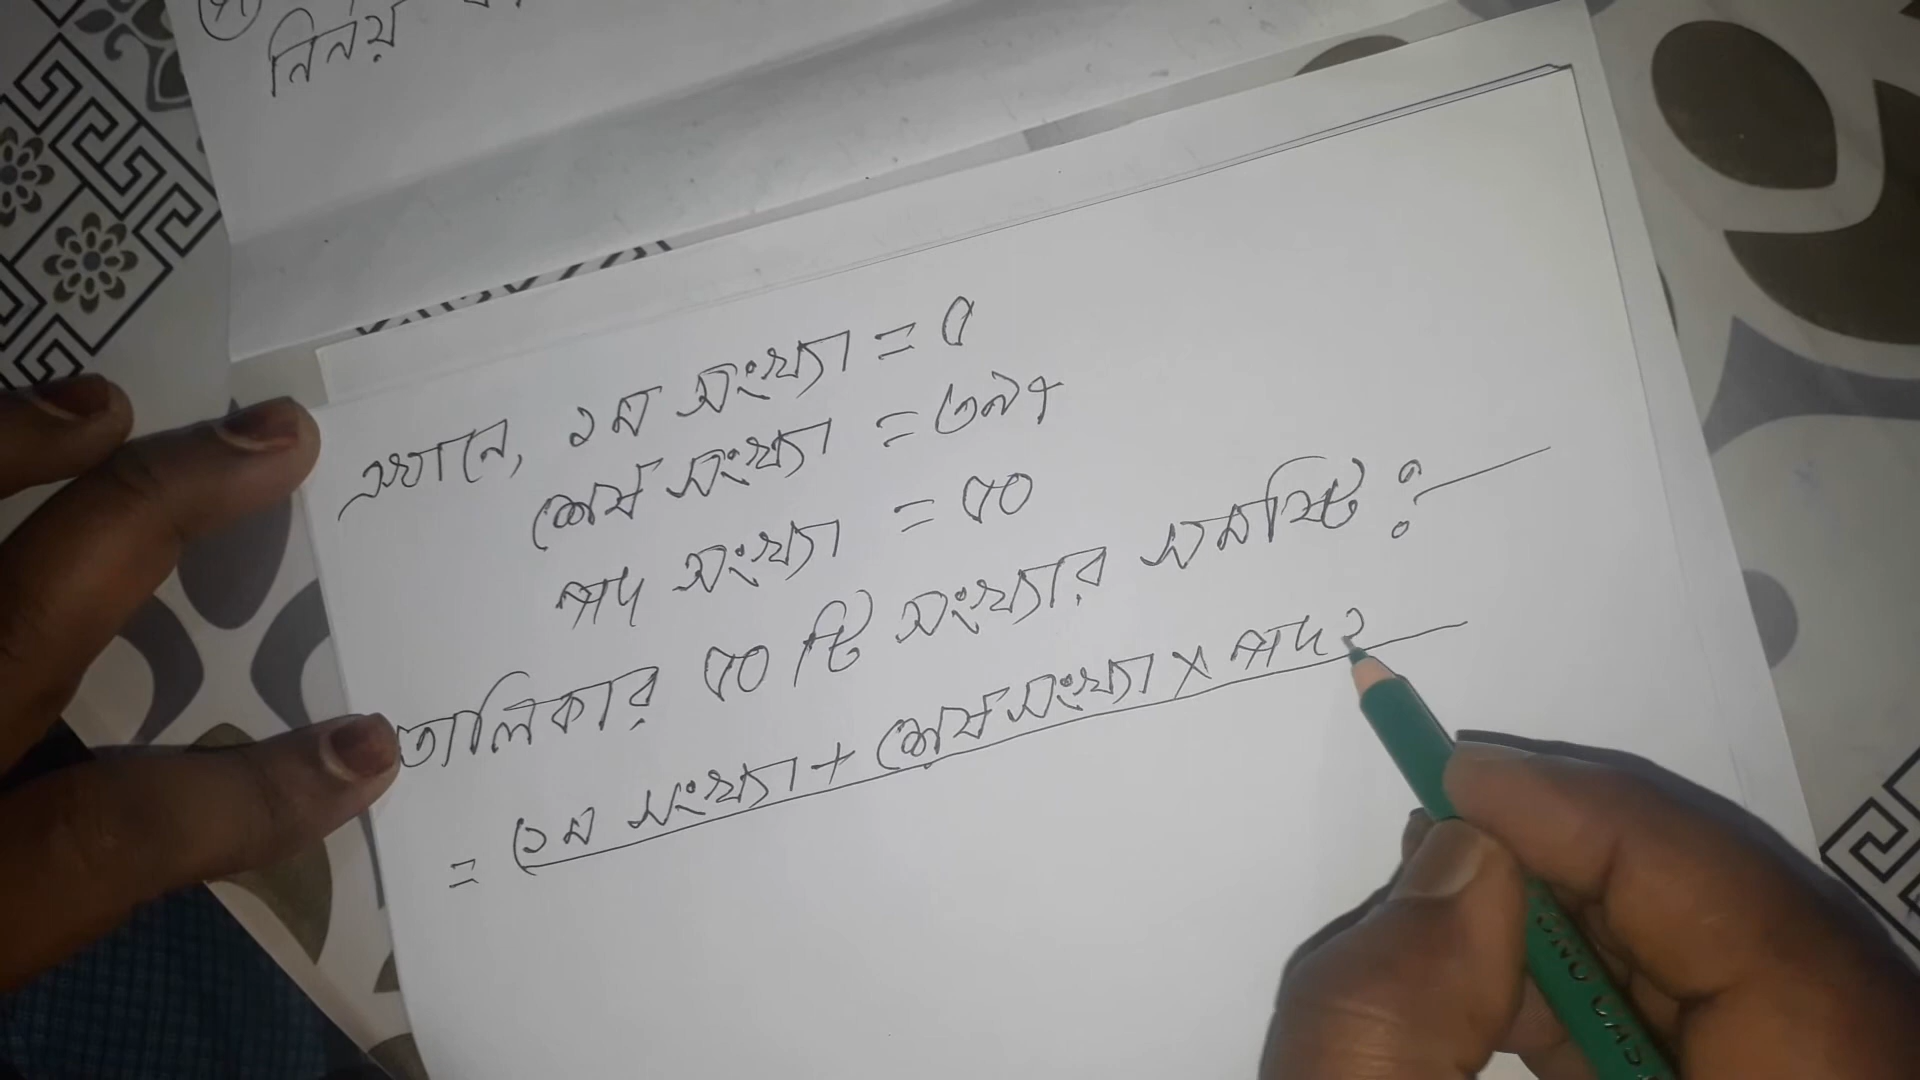 নির্ণয়
এখানে, ১ম সংখ্যা = ৫
শেষ সংখ্যা = ৩৯৭
পদ সংখ্যা = ৫০
তালিকার ৫০ টি সংখ্যার সমষ্টি :
= (১ম সংখ্যা + শেষ সংখ্যা × পদ